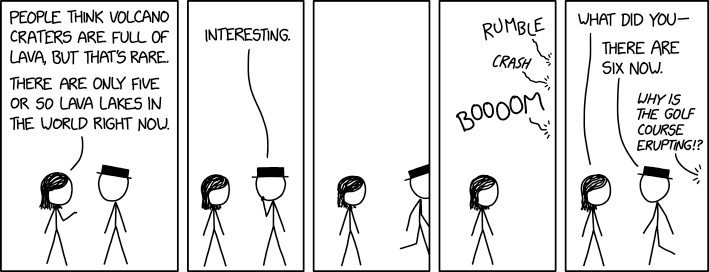 PEOPLE THINK VOLCANO
CRATERS ARE FULL OF
LAVA, BUT THAT'S RARE.
THERE ARE ONLY FIVE
OR SO LAVA LAKES IN
THE WORLD RIGHT NOW.
INTERESTING.
RUMBLE
CRASH
BOOOOM
WHAT DID YOU—
THERE ARE
SIX NOW.
WHY IS
THE GOLF
COURSE
ERUPTING!?